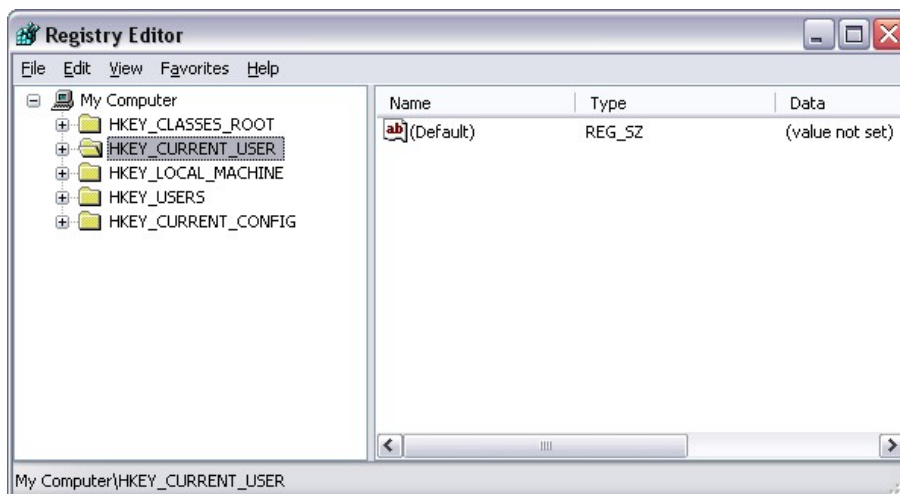 Registry Editor
File Edit View Favorites Help
My Computer
HKEY_CLASSES_ROOT
HKEY_CURRENT_USER
HKEY_LOCAL_MACHINE
HKEY_USERS
HKEY_CURRENT_CONFIG
Name Type Data
ab (Default) REG_SZ (value not set)
My Computer\HKEY_CURRENT_USER